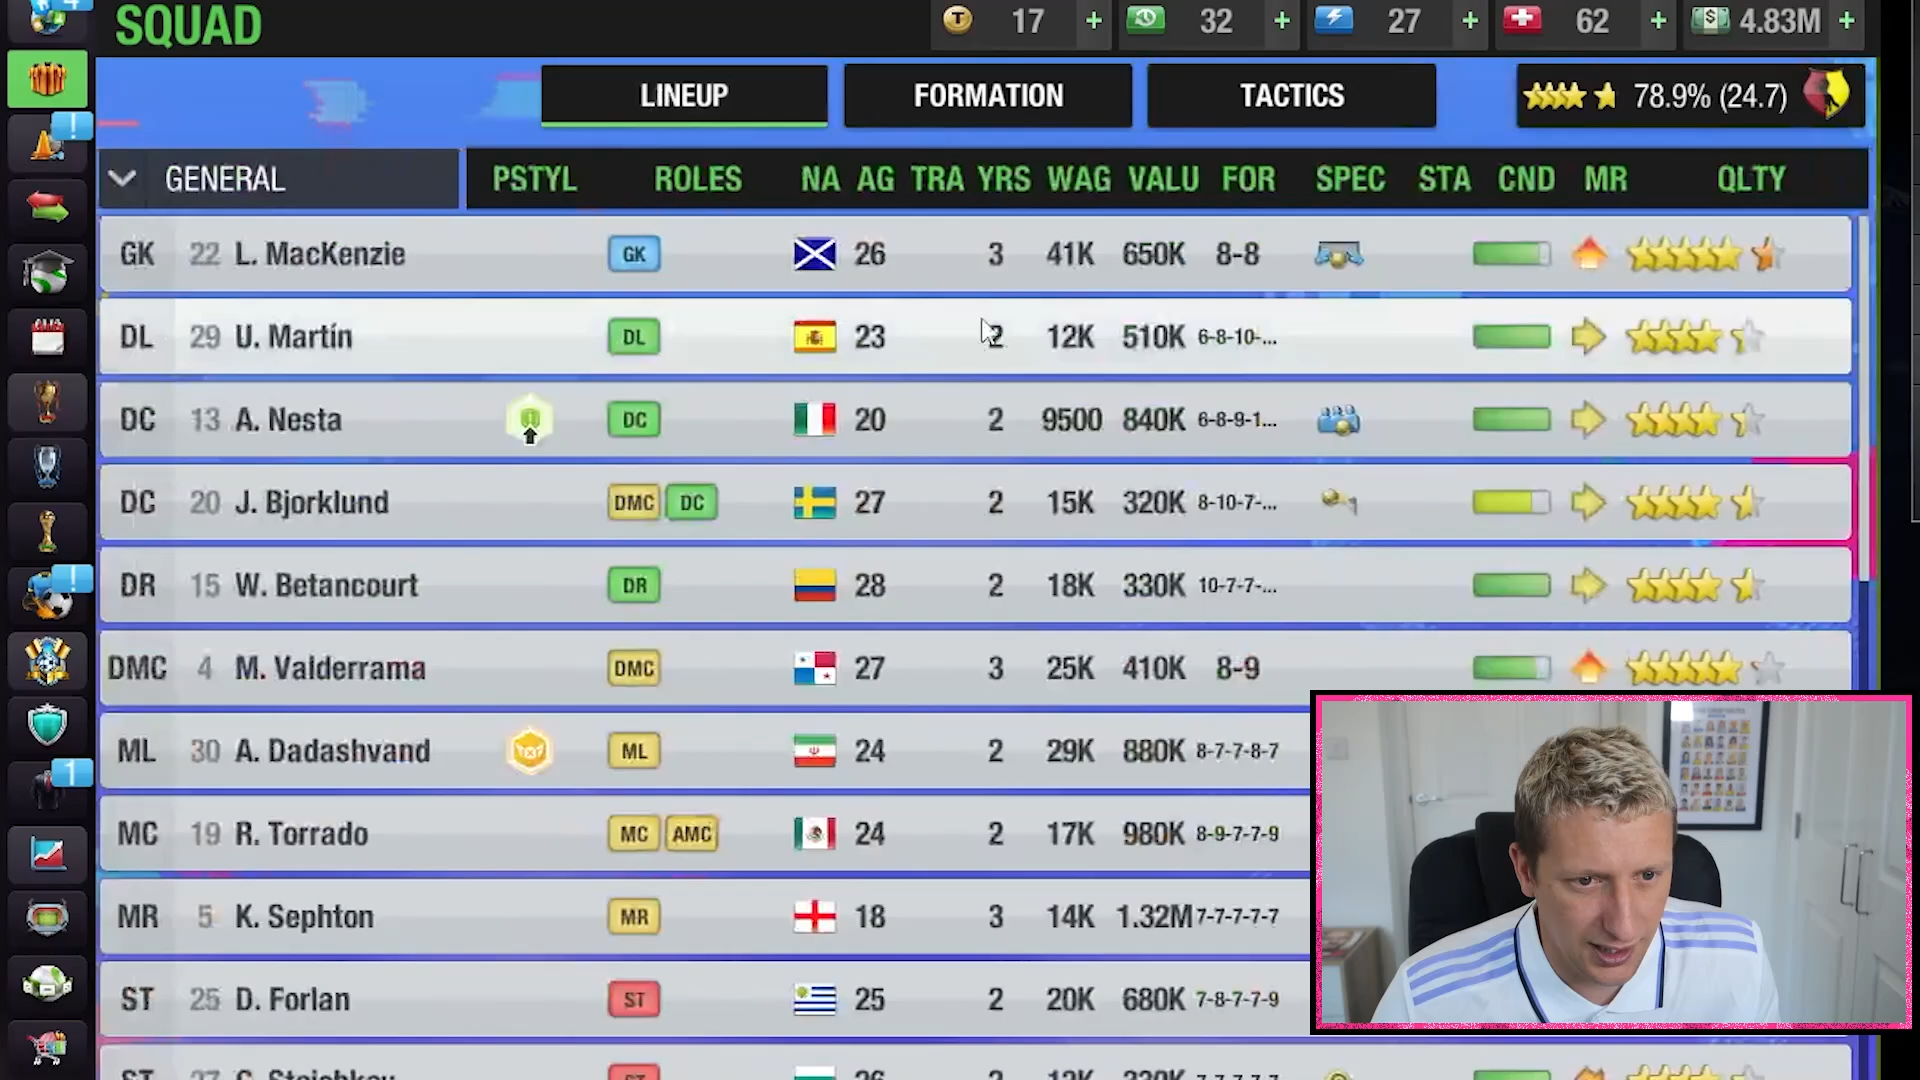 SQUAD 17 + 32 + 27 + 62 + 4.83M +
LINEUP FORMATION TACTICS 78.9% (24.7)
GENERAL PSTYL ROLES NA AG TRA YRS WAG VALU FOR SPEC STA CND MR QLTY
GK 22 L. MacKenzie GK 26 3 41K 650K 8-8
DL 29 U. Martín DL 23 2 12K 510K 6-8-10-...
DC 13 A. Nesta DC 20 2 9500 840K 6-8-9-1...
DC 20 J. Bjorklund DMC DC 27 2 15K 320K 8-10-7-...
DR 15 W. Betancourt DR 28 2 18K 330K 10-7-7-...
DMC 4 M. Valderrama DMC 27 3 25K 410K 8-9
ML 30 A. Dadashvand ML 24 2 29K 880K 8-7-7-8-7
MC 19 R. Torrado MC AMC 24 2 17K 980K 8-9-7-7-9
MR 5 K. Sephton MR 18 3 14K 1.32M 7-7-7-7-7
ST 25 D. Forlan ST 25 2 20K 680K 7-8-7-7-9